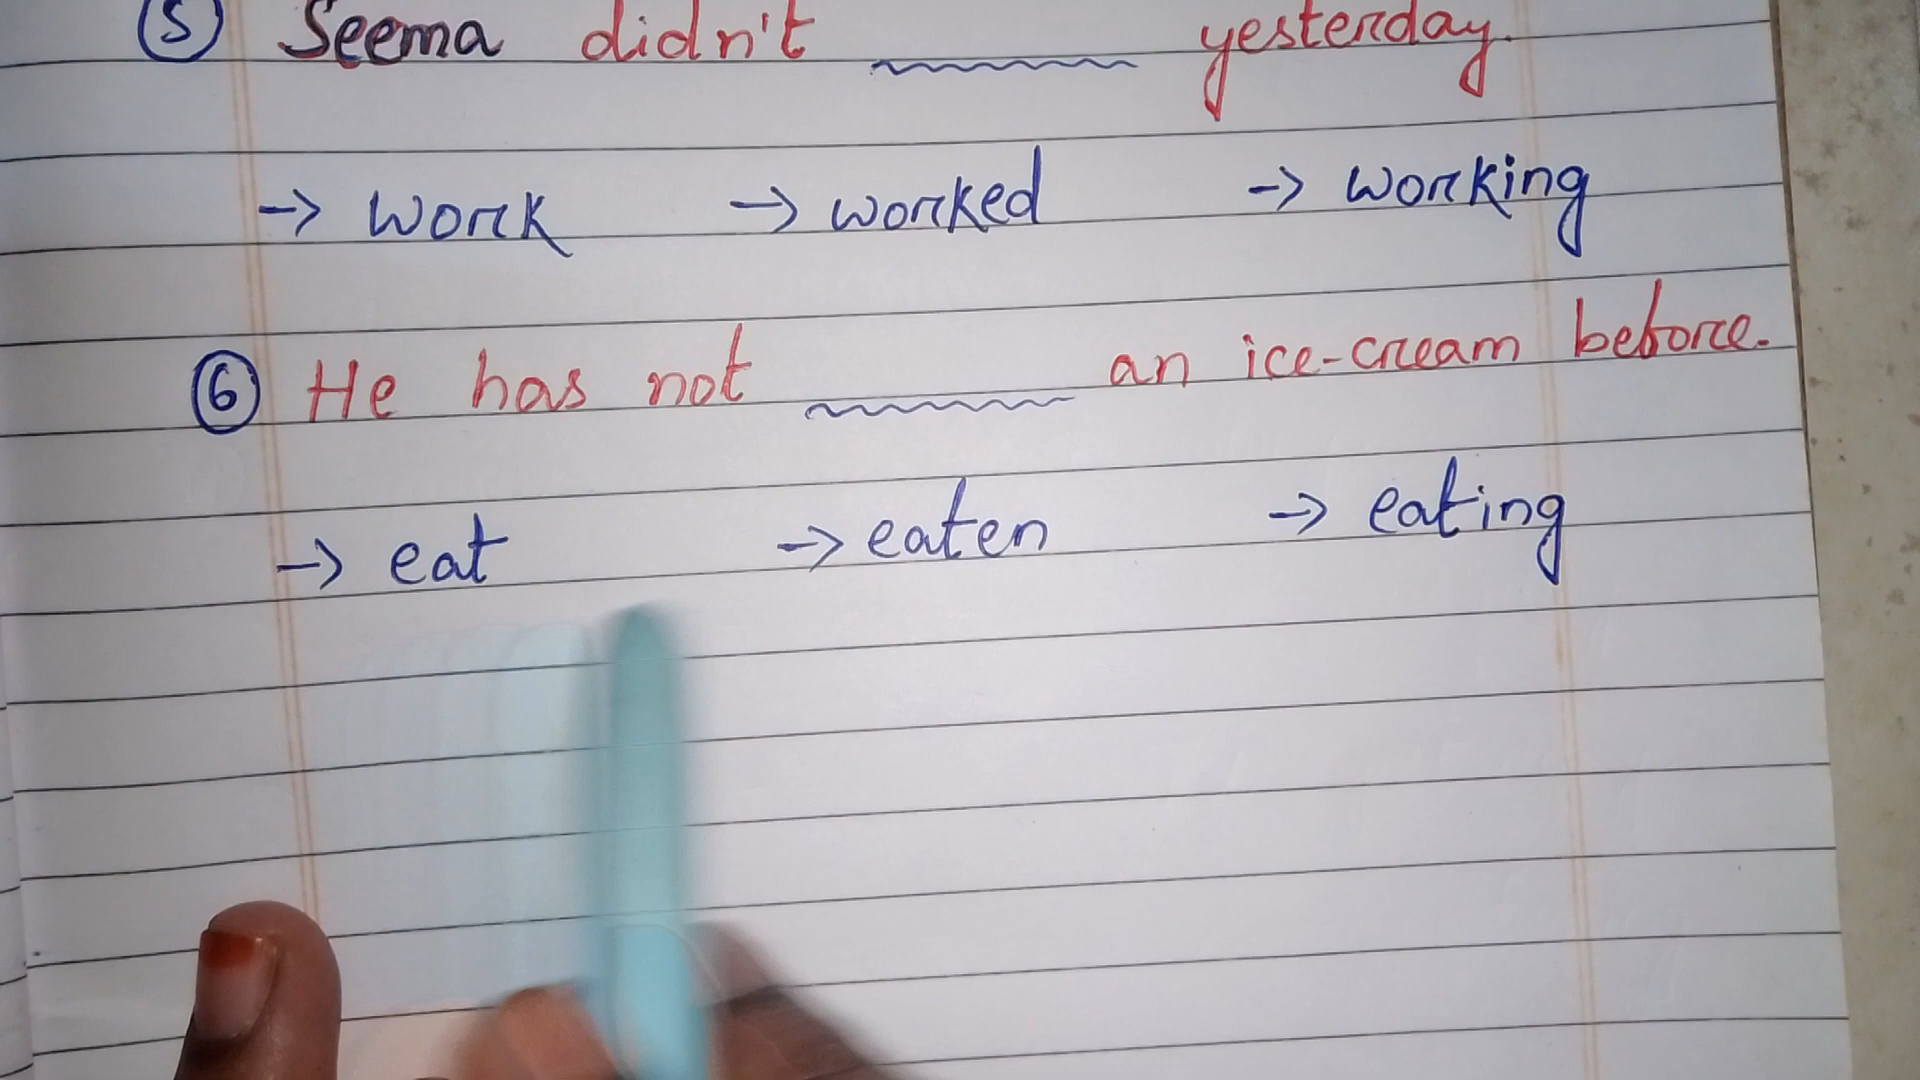 5 Seema didn't ______ yesterday.
→ work → worked → working
6 He has not ______ an ice-cream before.
→ eat → eaten → eating